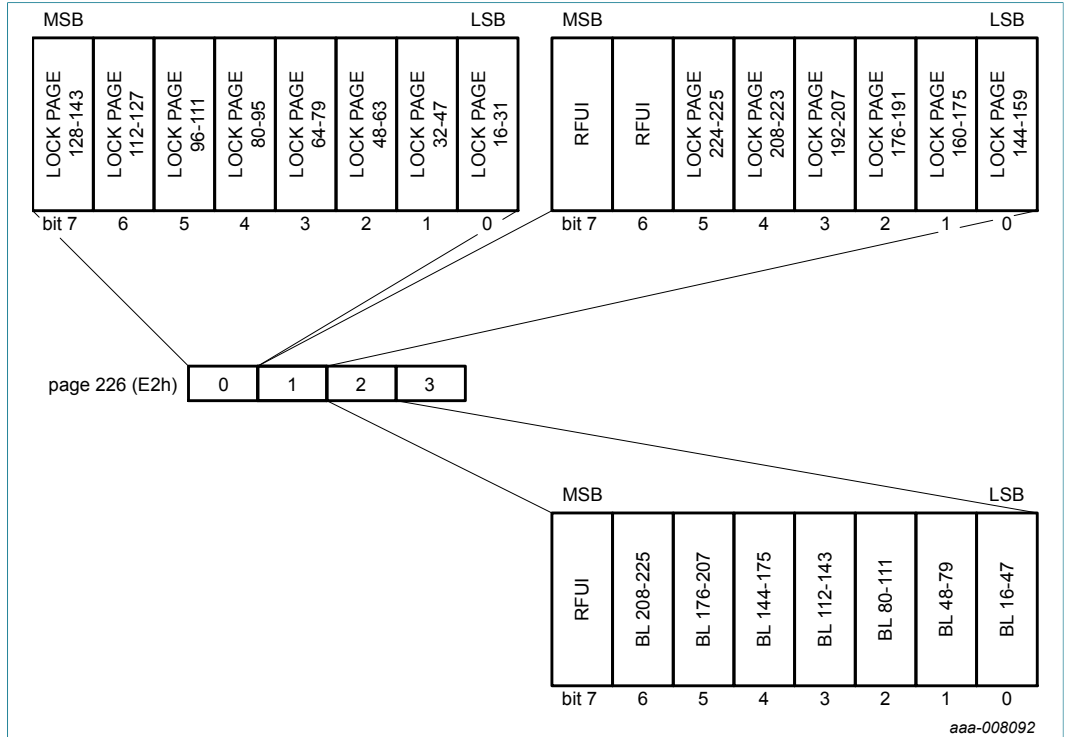 MSB LSB
LOCK PAGE
128-143
LOCK PAGE
112-127
LOCK PAGE
96-111
LOCK PAGE
80-95
LOCK PAGE
64-79
LOCK PAGE
48-63
LOCK PAGE
32-47
LOCK PAGE
16-31
bit 7 6 5 4 3 2 1 0
MSB LSB
RFUI
RFUI
LOCK PAGE
224-225
LOCK PAGE
208-223
LOCK PAGE
192-207
LOCK PAGE
176-191
LOCK PAGE
160-175
LOCK PAGE
144-159
bit 7 6 5 4 3 2 1 0
page 226 (E2h) 0 1 2 3
MSB LSB
RFUI
BL 208-225
BL 176-207
BL 144-175
BL 112-143
BL 80-111
BL 48-79
BL 16-47
bit 7 6 5 4 3 2 1 0
aaa-008092